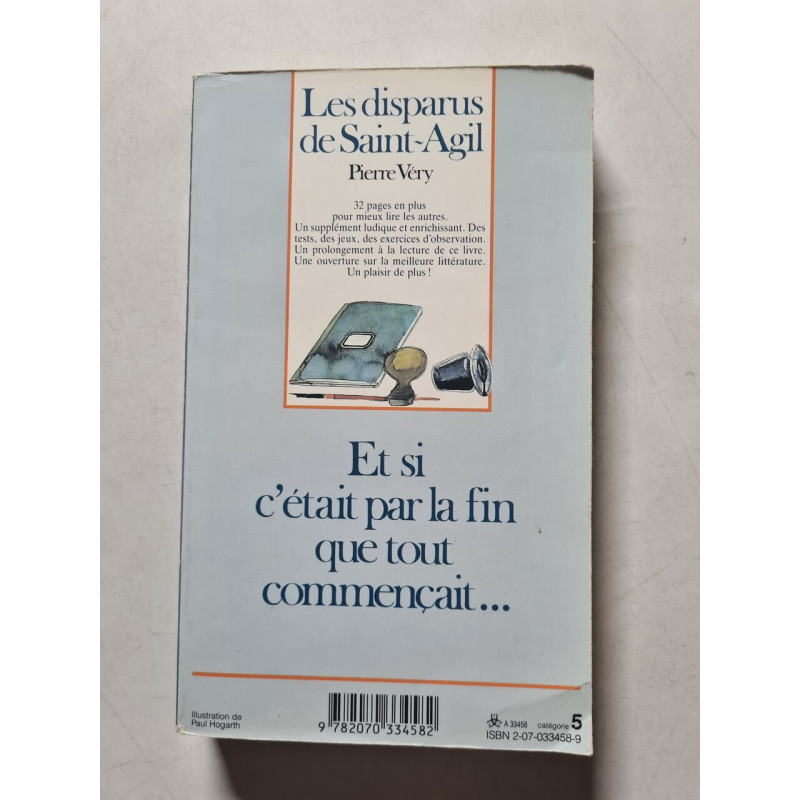 Les disparus
de Saint-Agil
Pierre Véry
32 pages en plus
pour mieux lire les autres.
Un supplément ludique et enrichissant. Des
tests, des jeux, des exercices d'observation.
Un prolongement à la lecture de ce livre.
Une ouverture sur la meilleure littérature.
Un plaisir de plus !
Et si
c'était par la fin
que tout
commençait...
Illustration de
Paul Hogarth
9 782070 334582
A 33458 catégorie 5
ISBN 2-07-033458-9